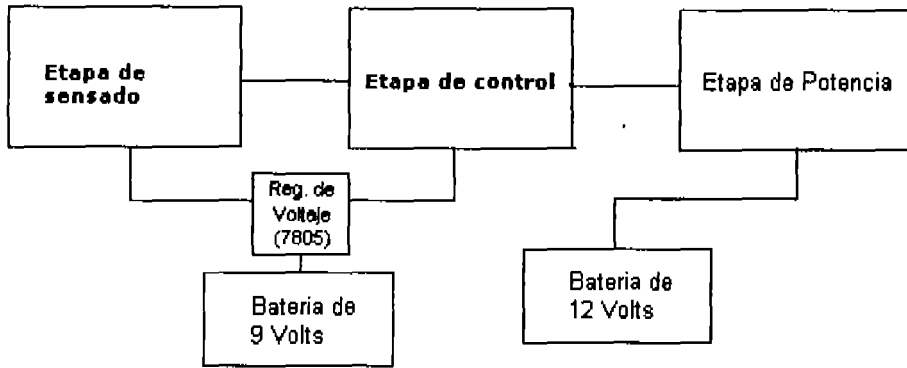 Etapa de
sensado
Etapa de control
Etapa de Potencia
Reg. de
Voltaje
(7805)
Bateria de
9 Volts
Bateria de
12 Volts